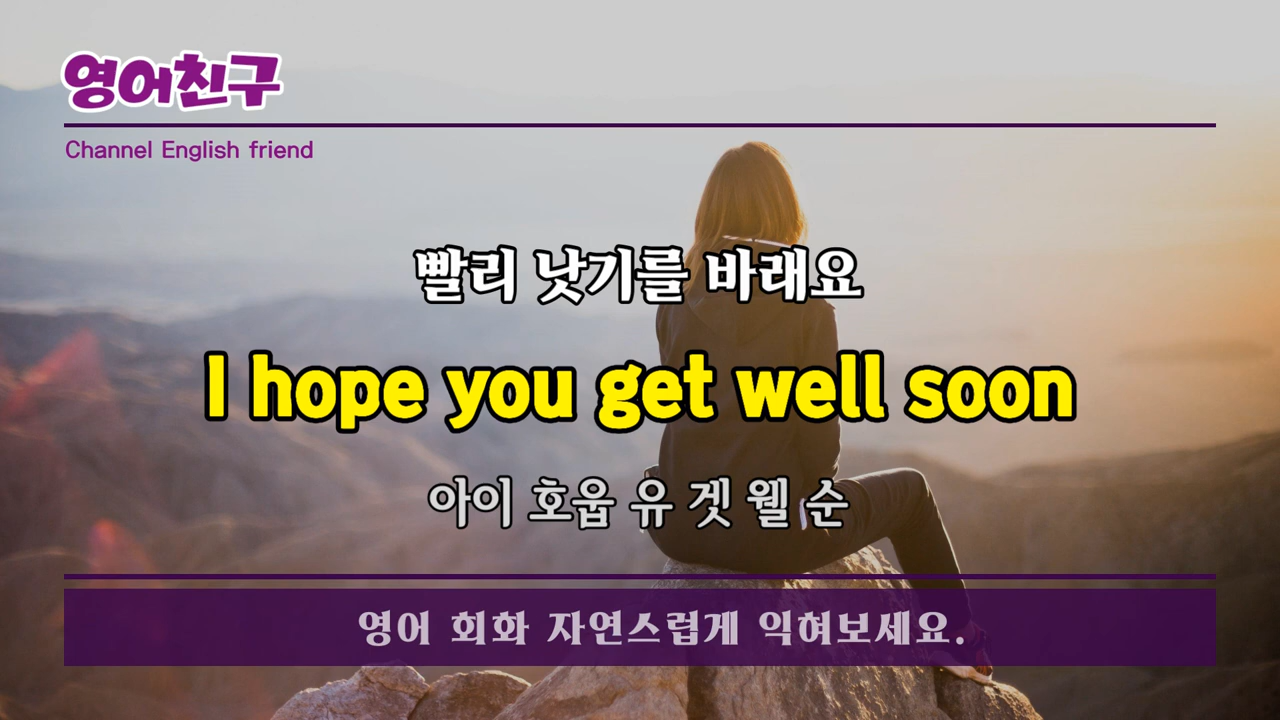 영어친구
Channel English friend
빨리 낫기를 바래요
I hope you get well soon
아이 호웁 유 겟 웰 순
영어 회화 자연스럽게 익혀보세요.